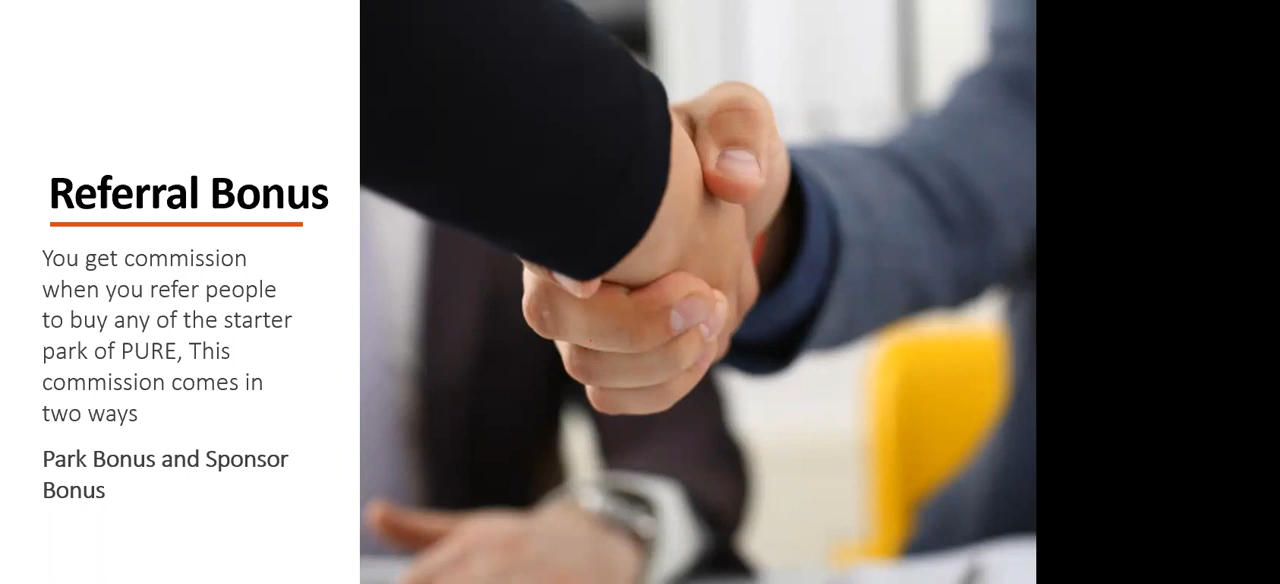 Referral Bonus
You get commission
when you refer people
to buy any of the starter
park of PURE, This
commission comes in
two ways
Park Bonus and Sponsor
Bonus